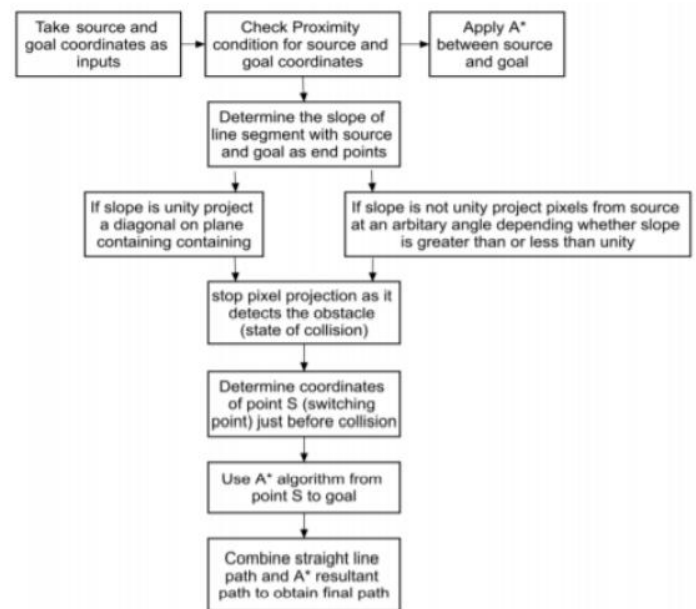 Take source and
goal coordinates as
inputs
Check Proximity
condition for source and
goal coordinates
Apply A*
between source
and goal
Determine the slope of
line segment with source
and goal as end points
If slope is unity project
a diagonal on plane
containing containing
If slope is not unity project pixels from source
at an arbitary angle depending whether slope
is greater than or less than unity
stop pixel projection as it
detects the obstacle
(state of collision)
Determine coordinates
of point S (switching
point) just before collision
Use A* algorithm from
point S to goal
Combine straight line
path and A* resultant
path to obtain final path